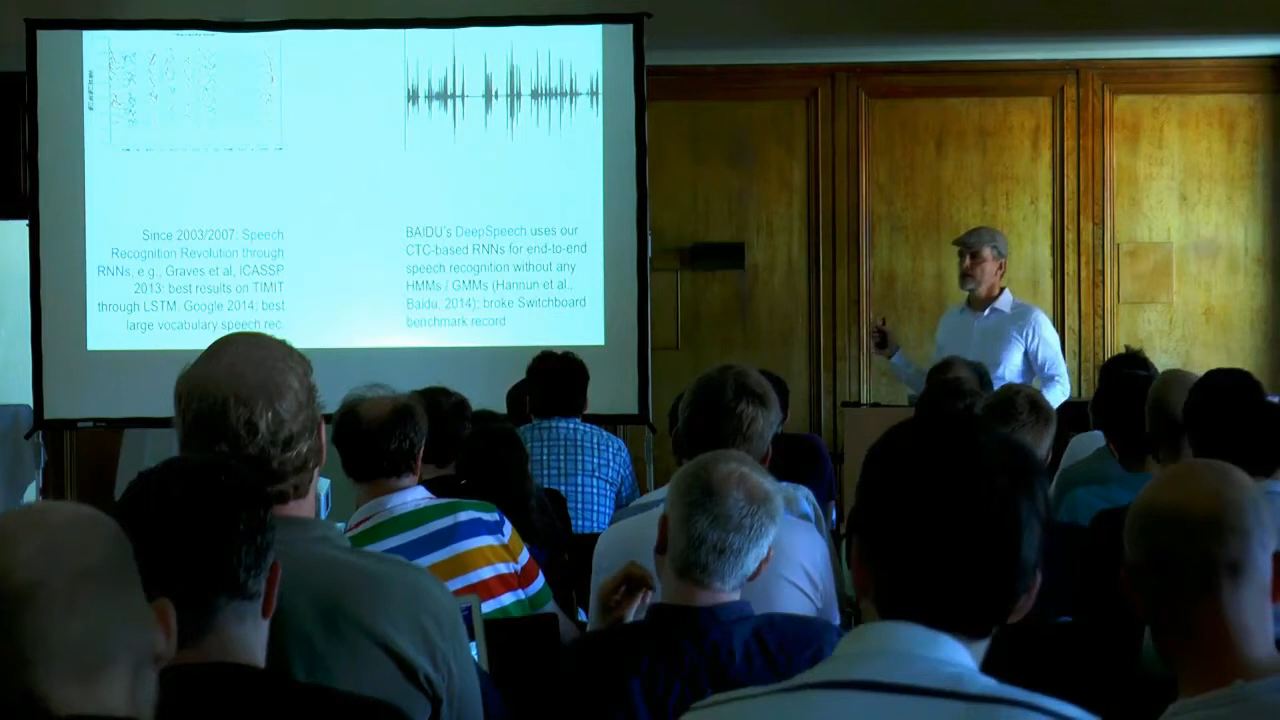 Since 2003/2007: Speech
Recognition Revolution through
RNNs, e.g., Graves et al, ICASSP
2013: best results on TIMIT
through LSTM. Google 2014: best
large vocabulary speech rec.
BAIDU's DeepSpeech uses our
CTC-based RNNs for end-to-end
speech recognition without any
HMMs / GMMs (Hannun et al.,
Baidu, 2014); broke Switchboard
benchmark record